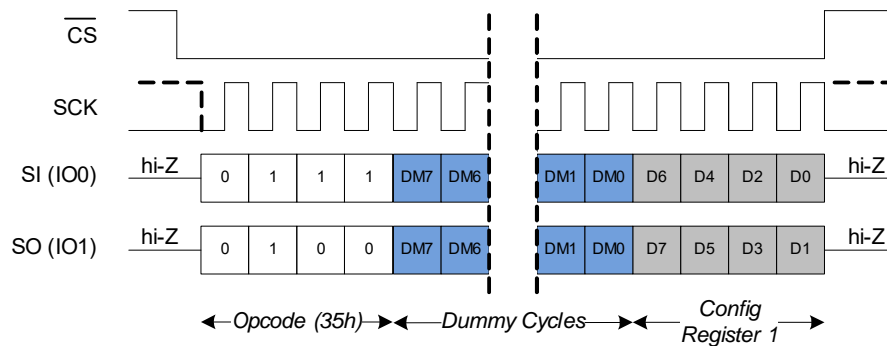 CS
SCK
SI (IO0) hi-Z 0 1 1 1 DM7 DM6 DM1 DM0 D6 D4 D2 D0 hi-Z
SO (IO1) hi-Z 0 1 0 0 DM7 DM6 DM1 DM0 D7 D5 D3 D1 hi-Z
Opcode (35h) Dummy Cycles Config
Register 1